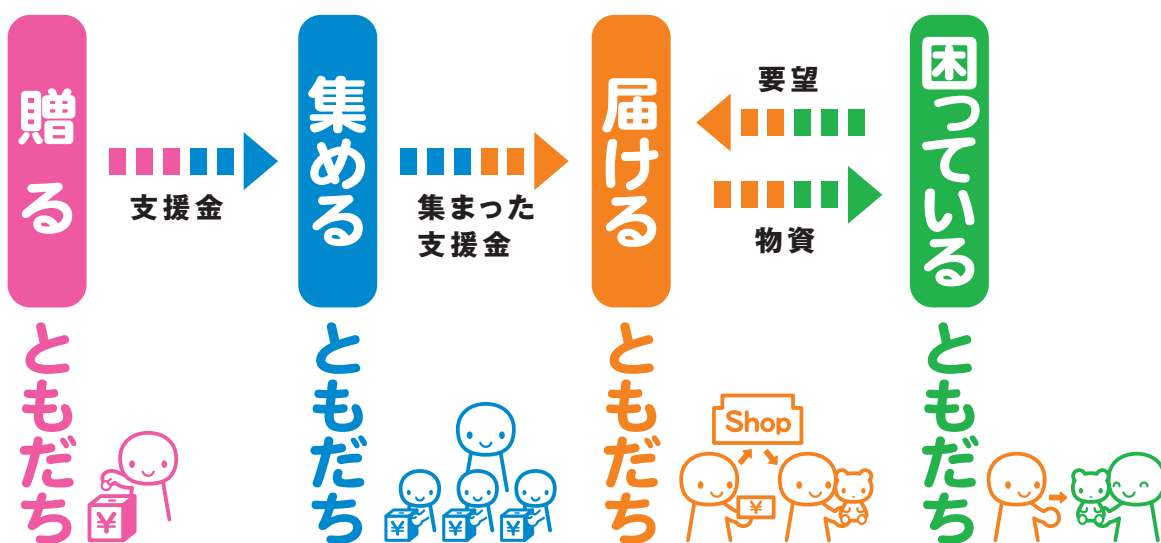 贈る
ともだち
支援金
集める
ともだち
集まった
支援金
届ける
ともだち
要望
物資
困っている
ともだち
¥
¥
¥
¥
Shop
¥